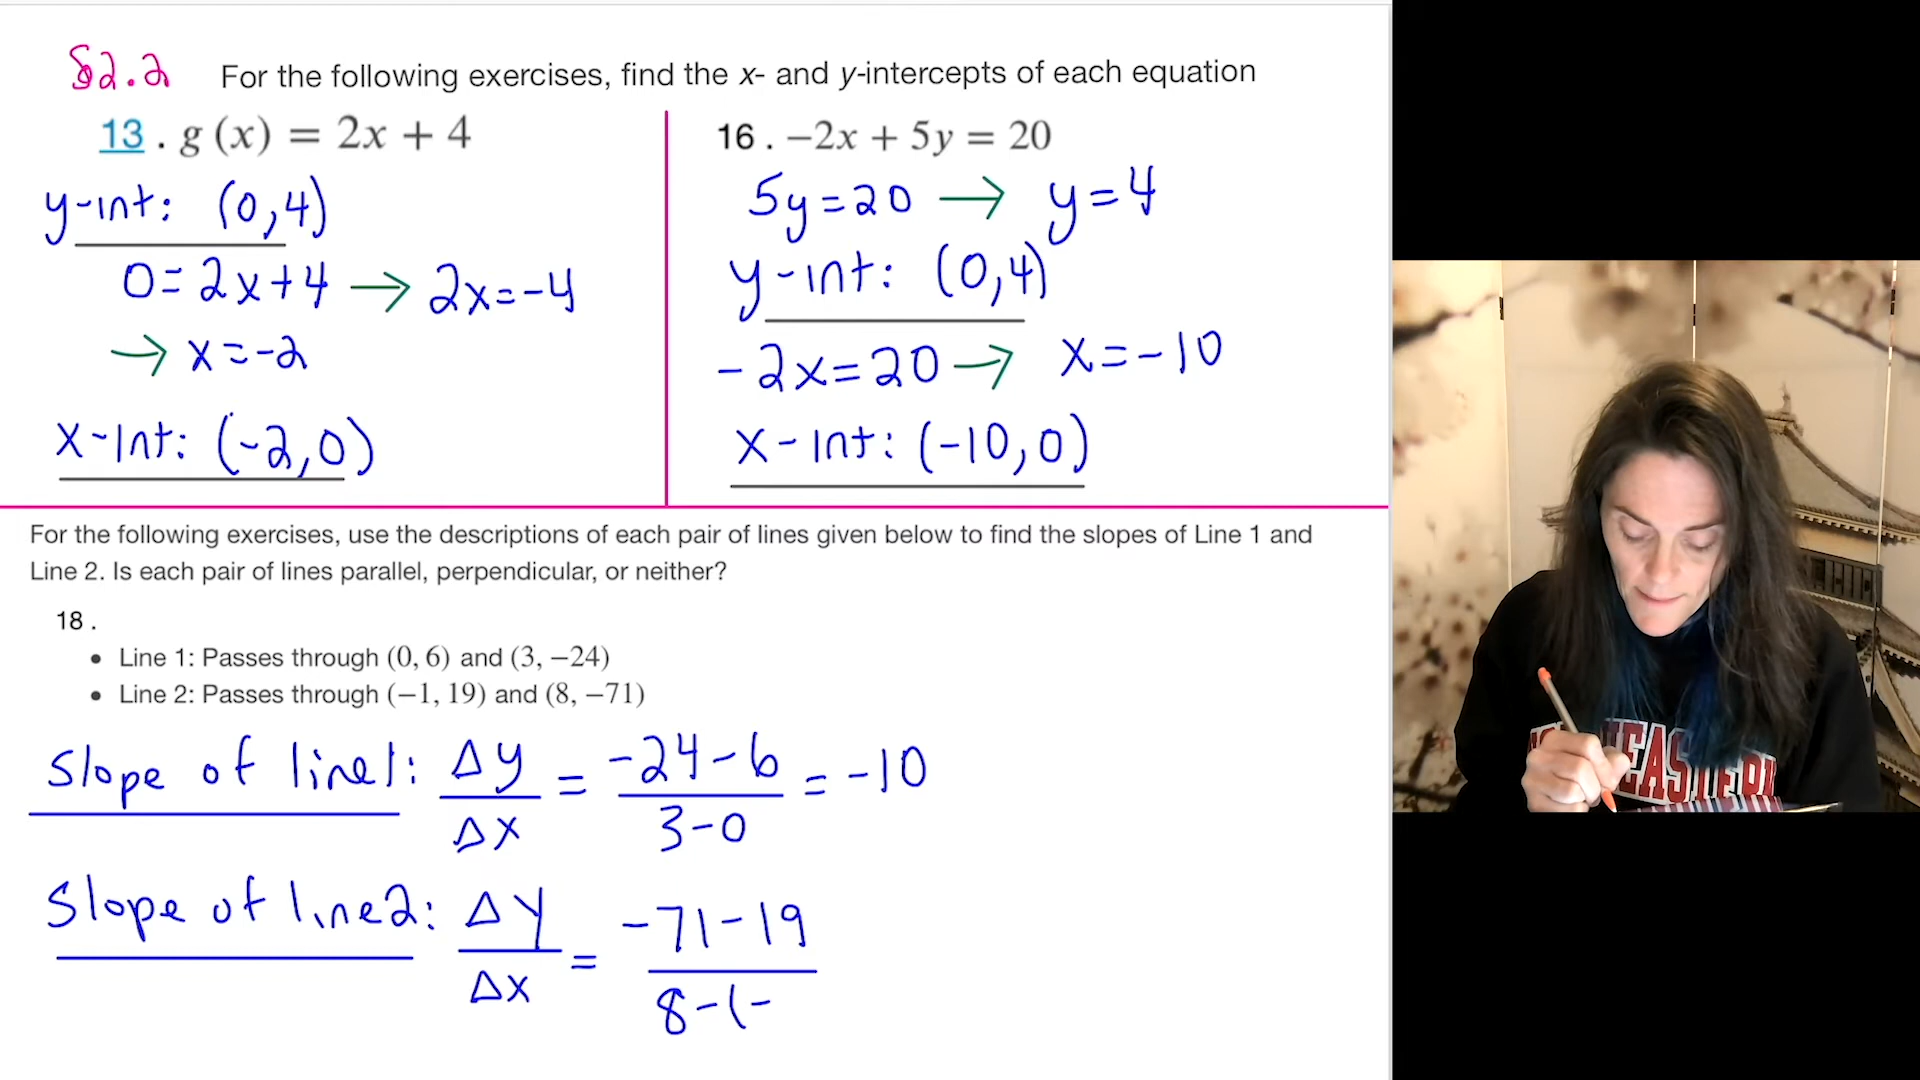 §2.2 For the following exercises, find the x- and y-intercepts of each equation
13 . g (x) = 2x + 4
y-int: (0,4)
0=2x+4 → 2x=-4
→ x=-2
x-int: (-2,0)
16 . −2x + 5y = 20
5y=20 → y=4
y-int: (0,4)
-2x=20 → x=-10
x-int: (-10,0)
For the following exercises, use the descriptions of each pair of lines given below to find the slopes of Line 1 and
Line 2. Is each pair of lines parallel, perpendicular, or neither?
18 .
• Line 1: Passes through (0, 6) and (3, −24)
• Line 2: Passes through (−1, 19) and (8, −71)
Slope of line1: Δy/Δx = -24-6/3-0 = -10
Slope of line2: Δy/Δx = -71-19/8-(-